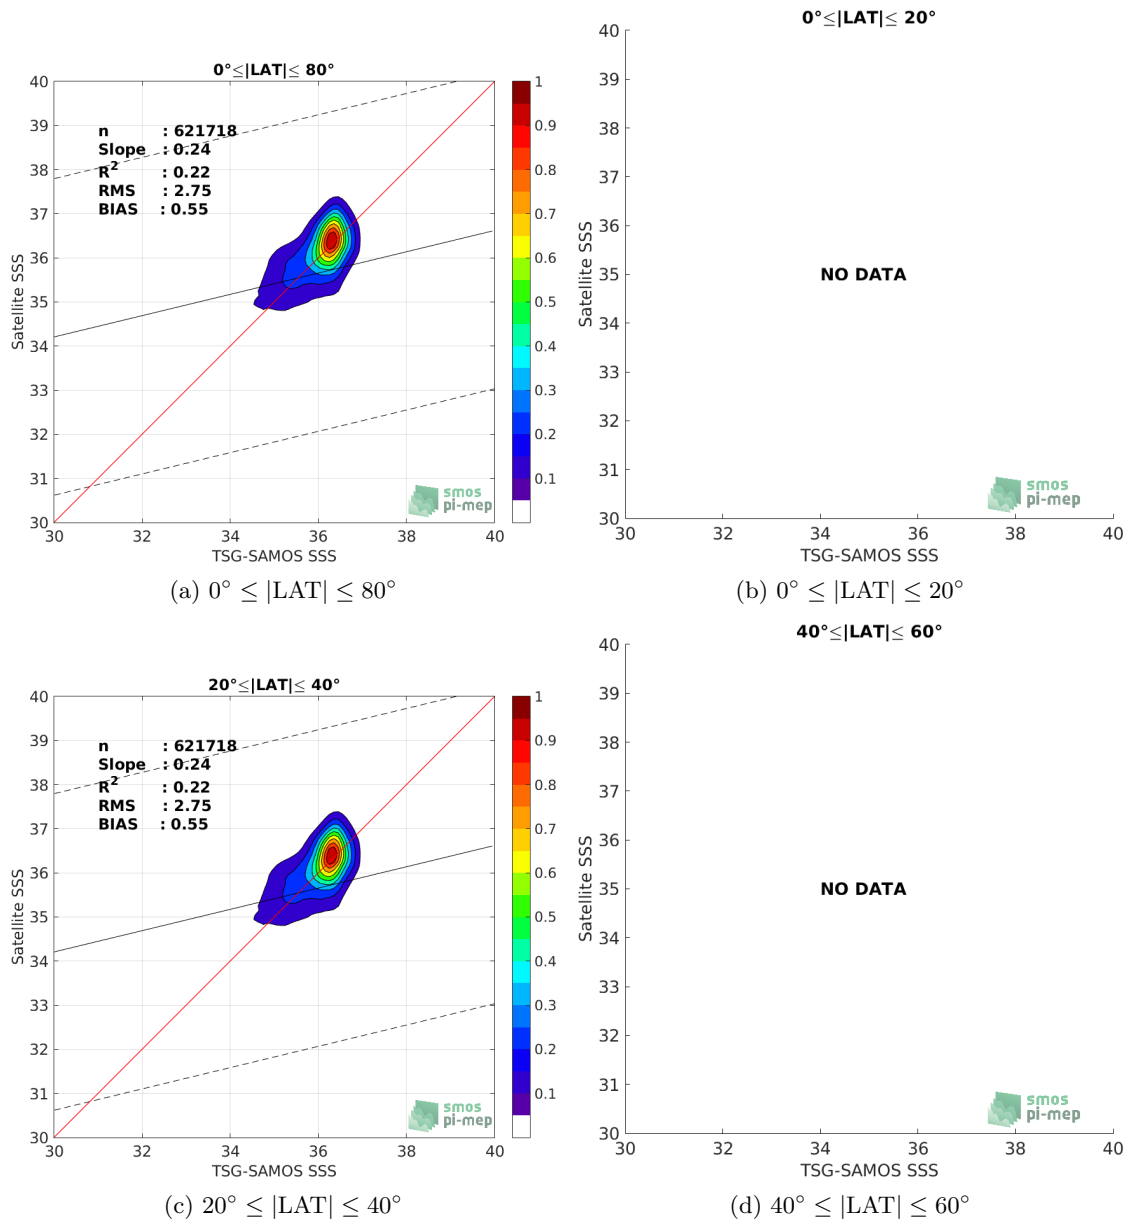 0°≤|LAT|≤ 80°
40
39
38
37
36
35
34
33
32
31
30
Satellite SSS
n : 621718
Slope : 0.24
R² : 0.22
RMS : 2.75
BIAS : 0.55
smos
pi-mep
30 32 34 36 38 40
TSG-SAMOS SSS
1
0.9
0.8
0.7
0.6
0.5
0.4
0.3
0.2
0.1
(a) 0° ≤ |LAT| ≤ 80°
0°≤|LAT|≤ 20°
40
39
38
37
36
35
34
33
32
31
30
Satellite SSS
NO DATA
smos
pi-mep
30 32 34 36 38 40
TSG-SAMOS SSS
(b) 0° ≤ |LAT| ≤ 20°
20°≤|LAT|≤ 40°
40
39
38
37
36
35
34
33
32
31
30
Satellite SSS
n : 621718
Slope : 0.24
R² : 0.22
RMS : 2.75
BIAS : 0.55
smos
pi-mep
30 32 34 36 38 40
TSG-SAMOS SSS
1
0.9
0.8
0.7
0.6
0.5
0.4
0.3
0.2
0.1
(c) 20° ≤ |LAT| ≤ 40°
40°≤|LAT|≤ 60°
40
39
38
37
36
35
34
33
32
31
30
Satellite SSS
NO DATA
smos
pi-mep
30 32 34 36 38 40
TSG-SAMOS SSS
(d) 40° ≤ |LAT| ≤ 60°